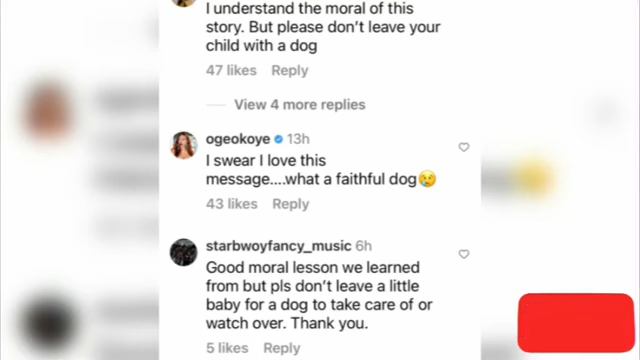 I understand the moral of this
story. But please don't leave your
child with a dog
47 likes Reply
View 4 more replies
ogeokoye 13h
I swear I love this
message....what a faithful dog😢
43 likes Reply
starbwoyfancy_music 6h
Good moral lesson we learned
from but pls don't leave a little
baby for a dog to take care of or
watch over. Thank you.
5 likes Reply